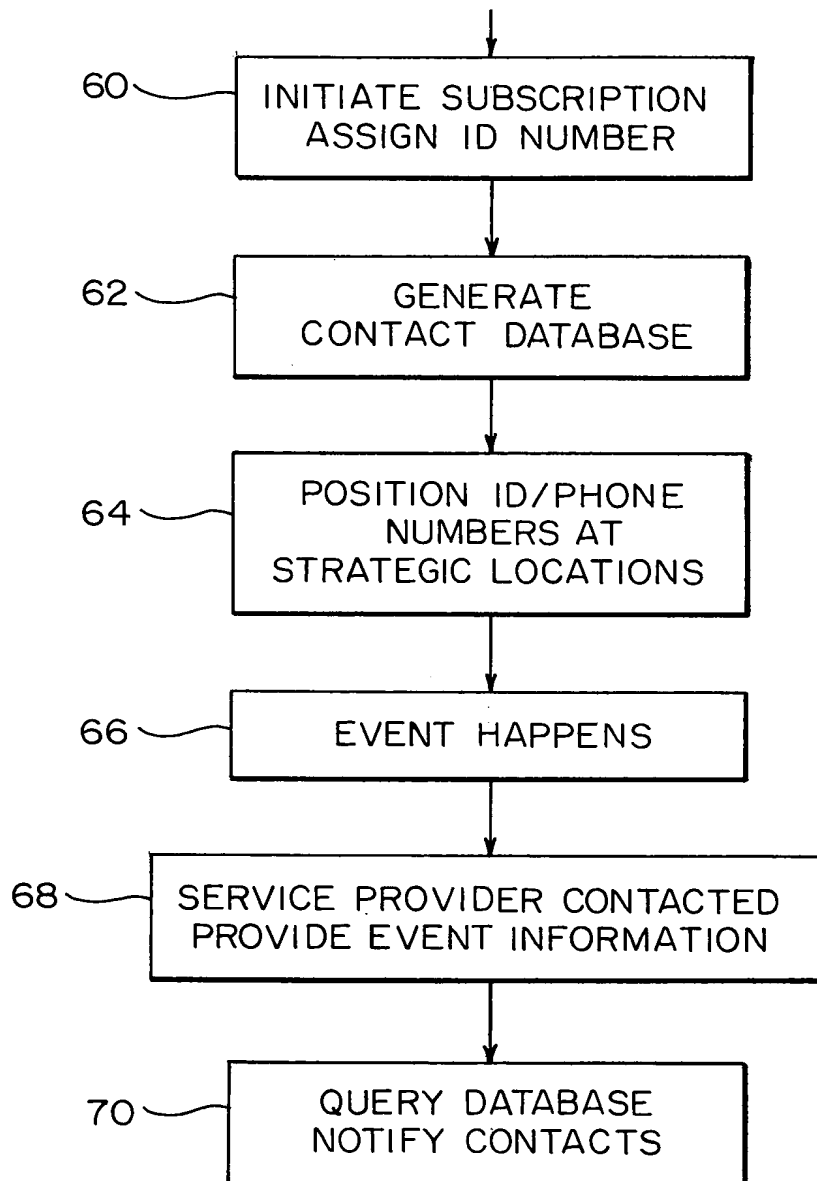 60
INITIATE SUBSCRIPTION
ASSIGN ID NUMBER
62
GENERATE
CONTACT DATABASE
64
POSITION ID/PHONE
NUMBERS AT
STRATEGIC LOCATIONS
66
EVENT HAPPENS
68
SERVICE PROVIDER CONTACTED
PROVIDE EVENT INFORMATION
70
QUERY DATABASE
NOTIFY CONTACTS